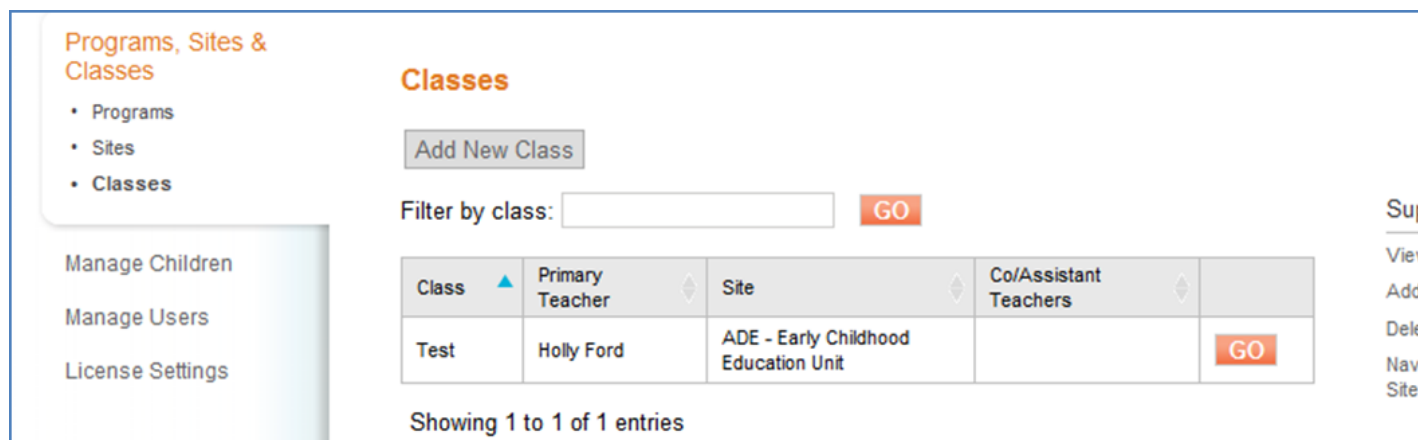 Programs, Sites &
Classes
• Programs
• Sites
• Classes
Manage Children
Manage Users
License Settings
Classes
Add New Class
Filter by class:
GO
Class
Primary
Teacher
Site
Co/Assistant
Teachers
Test
Holly Ford
ADE - Early Childhood
Education Unit
GO
Showing 1 to 1 of 1 entries
Site